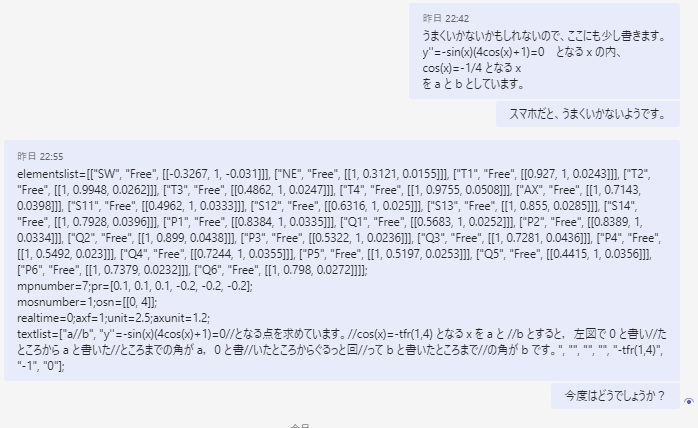 昨日 22:42
うまくいかないかもしれないので、ここにも少し書きます。
y''=-sin(x)(4cos(x)+1)=0　となる x の内、
cos(x)=-1/4 となる x
を a と b としています。
スマホだと、うまくいかないようです。
昨日 22:55
elementslist=[["SW", "Free", [[-0.3267, 1, -0.031]]], ["NE", "Free", [[1, 0.3121, 0.0155]]], ["T1", "Free", [[0.927, 1, 0.0243]]], ["T2",
"Free", [[1, 0.9948, 0.0262]]], ["T3", "Free", [[0.4862, 1, 0.0247]]], ["T4", "Free", [[1, 0.9755, 0.0508]]], ["AX", "Free", [[1, 0.7143,
0.0398]]], ["S11", "Free", [[0.4962, 1, 0.0333]]], ["S12", "Free", [[0.6316, 1, 0.025]]], ["S13", "Free", [[1, 0.855, 0.0285]]], ["S14",
"Free", [[1, 0.7928, 0.0396]]], ["P1", "Free", [[0.8384, 1, 0.0335]]], ["Q1", "Free", [[0.5683, 1, 0.0252]]], ["P2", "Free", [[0.8389, 1,
0.0334]]], ["Q2", "Free", [[1, 0.899, 0.0438]]], ["P3", "Free", [[0.5322, 1, 0.0236]]], ["Q3", "Free", [[1, 0.7281, 0.0436]]], ["P4", "Free",
[[1, 0.5492, 0.023]]], ["Q4", "Free", [[0.7244, 1, 0.0355]]], ["P5", "Free", [[1, 0.5197, 0.0253]]], ["Q5", "Free", [[0.4415, 1, 0.0356]]],
["P6", "Free", [[1, 0.7379, 0.0232]]], ["Q6", "Free", [[1, 0.798, 0.0272]]]];
mpnumber=7;pr=[0.1, 0.1, 0.1, -0.2, -0.2, -0.2];
mosnumber=1;osn=[[0, 4]];
realtime=0;axf=1;unit=2.5;axunit=1.2;
textlist=["a//b", "y''=-sin(x)(4cos(x)+1)=0//となる点を求めています。//cos(x)=-tfr(1,4) となる x を a と //b とすると， 左図で 0 と書い//た
ところから a と書いた//ところまでの角が a， 0 と書//いたところからぐるっと回//って b と書いたところまで//の角が b です。", "", "", "", "-tfr(1,4)",
"-1", "0"];
今度はどうでしょうか？